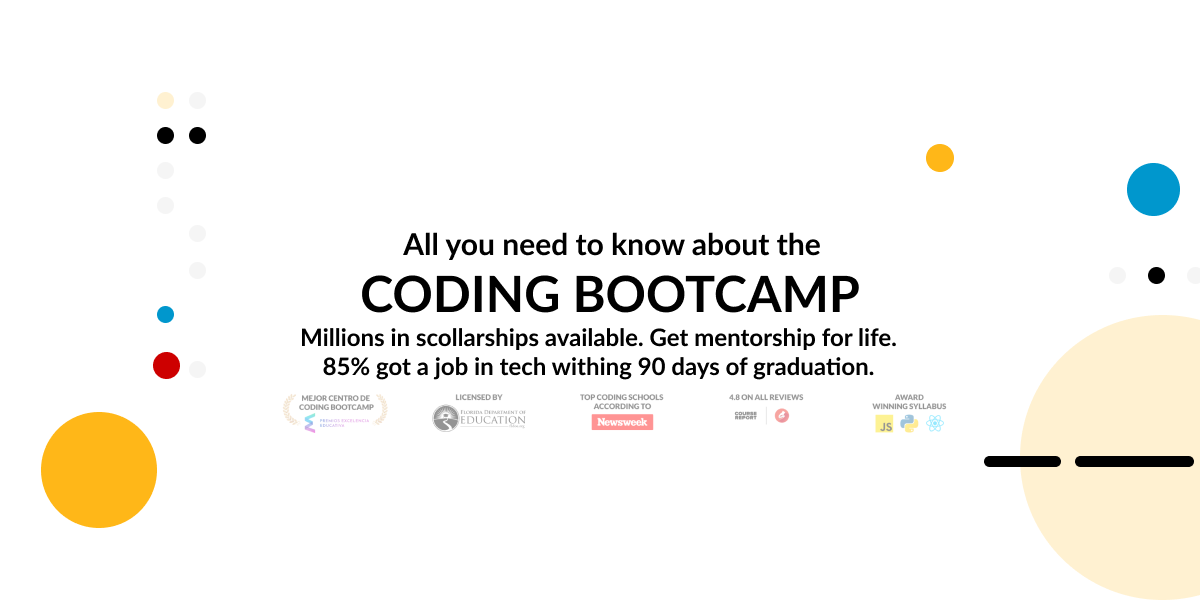 All you need to know about the
CODING BOOTCAMP
Millions in scollarships available. Get mentorship for life.
85% got a job in tech withing 90 days of graduation.
MEJOR CENTRO DE
CODING BOOTCAMP
PREMIOS EXCELENCIA
EDUCATIVA
LICENSED BY
FLORIDA DEPARTMENT OF
EDUCATION
TOP CODING SCHOOLS
ACCORDING TO
Newsweek
4.8 ON ALL REVIEWS
COURSE
REPORT
AWARD
WINNING SYLLABUS
JS